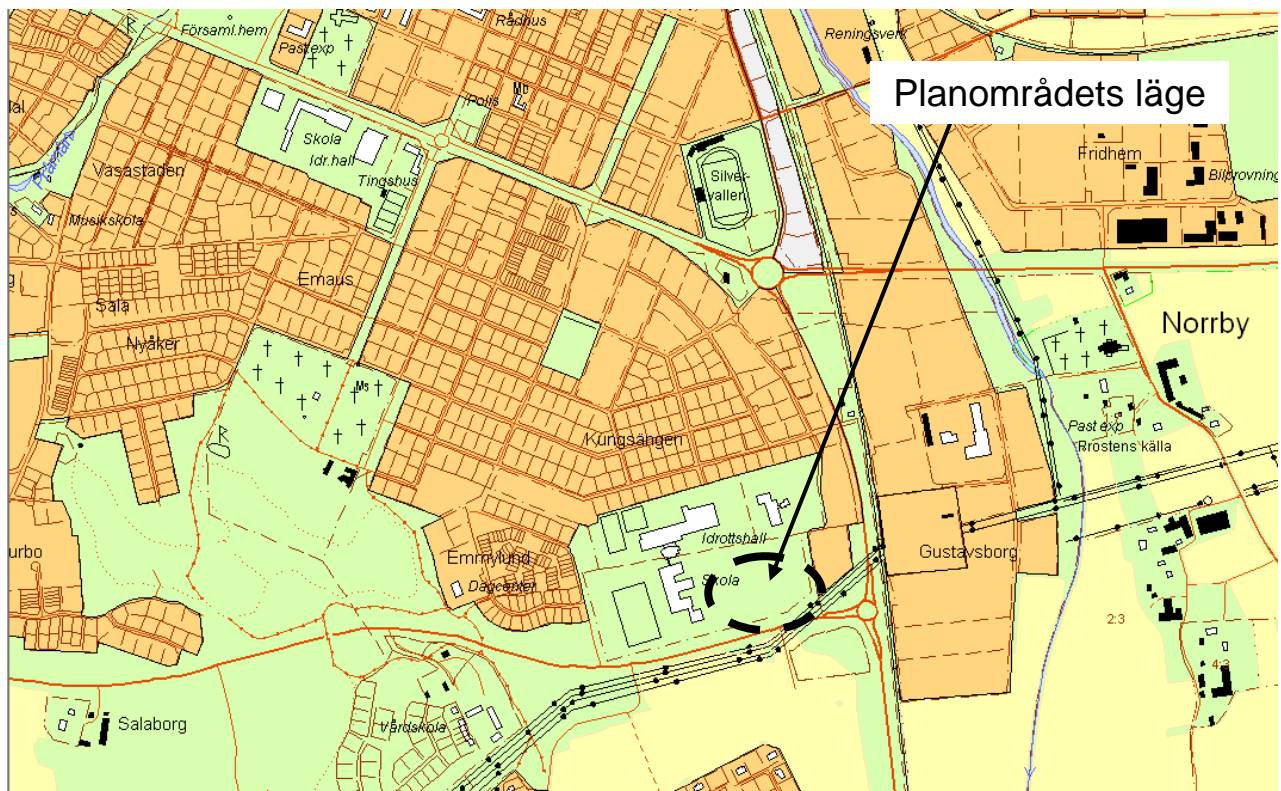 Församl.hem
Past.exp
Rådhus
Reningsverk
Planområdets läge
Polis
Skola
Idr.hall
Tingshus
Silver-
vallen
Fridhem
Bilprovning
Vasastaden
Musikskola
Emaus
Sala
Nyåker
Norrby
Ms
Kungsängen
Past exp
Prostens källa
Emmylund
Dagcenter
Idrottshall
Skola
Gustavsborg
2:3
4:3
Salaborg
Vårdskola